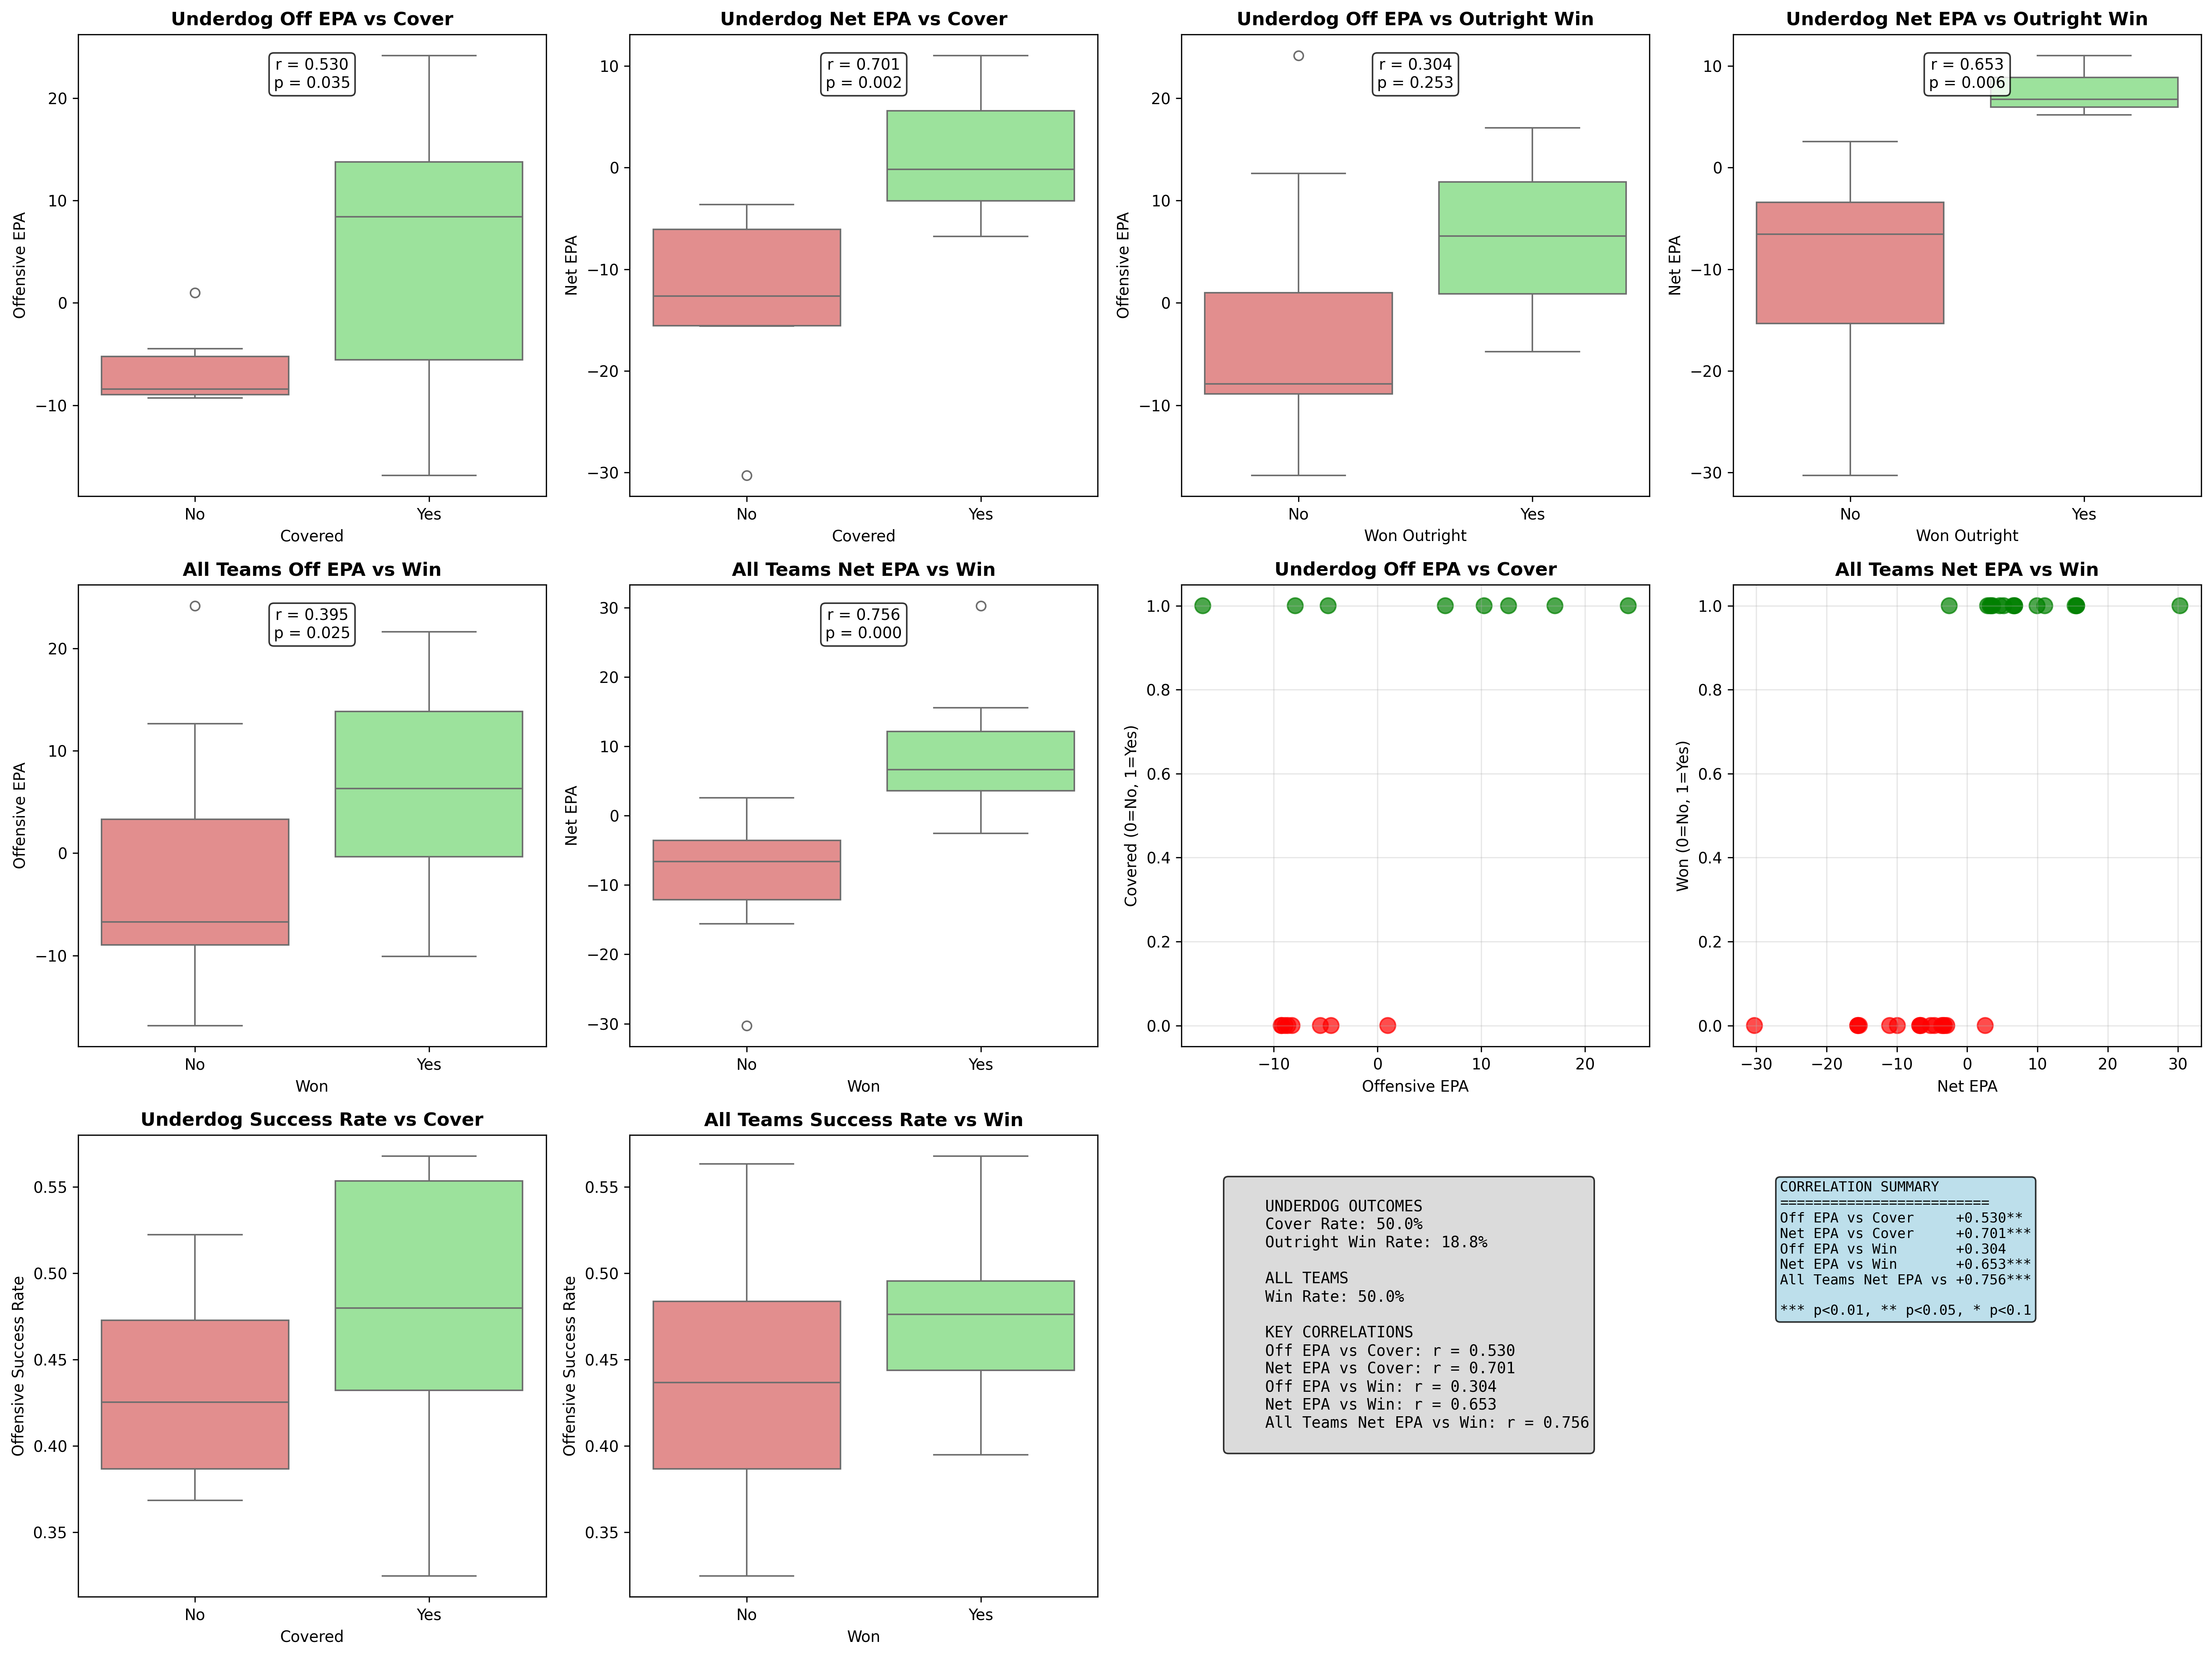 Underdog Off EPA vs Cover
r = 0.530
p = 0.035
Offensive EPA
20
10
0
−10
No
Yes
Covered
Underdog Net EPA vs Cover
r = 0.701
p = 0.002
Net EPA
10
0
−10
−20
−30
No
Yes
Covered
Underdog Off EPA vs Outright Win
r = 0.304
p = 0.253
Offensive EPA
20
10
0
−10
No
Yes
Won Outright
Underdog Net EPA vs Outright Win
r = 0.653
p = 0.006
Net EPA
10
0
−10
−20
−30
No
Yes
Won Outright
All Teams Off EPA vs Win
r = 0.395
p = 0.025
Offensive EPA
20
10
0
−10
No
Yes
Won
All Teams Net EPA vs Win
r = 0.756
p = 0.000
Net EPA
30
20
10
0
−10
−20
−30
No
Yes
Won
Underdog Off EPA vs Cover
Covered (0=No, 1=Yes)
1.0
0.8
0.6
0.4
0.2
0.0
−10
0
10
20
Offensive EPA
All Teams Net EPA vs Win
Won (0=No, 1=Yes)
1.0
0.8
0.6
0.4
0.2
0.0
−30
−20
−10
0
10
20
30
Net EPA
Underdog Success Rate vs Cover
Offensive Success Rate
0.55
0.50
0.45
0.40
0.35
No
Yes
Covered
All Teams Success Rate vs Win
Offensive Success Rate
0.55
0.50
0.45
0.40
0.35
No
Yes
Won
UNDERDOG OUTCOMES
Cover Rate: 50.0%
Outright Win Rate: 18.8%
ALL TEAMS
Win Rate: 50.0%
KEY CORRELATIONS
Off EPA vs Cover: r = 0.530
Net EPA vs Cover: r = 0.701
Off EPA vs Win: r = 0.304
Net EPA vs Win: r = 0.653
All Teams Net EPA vs Win: r = 0.756
CORRELATION SUMMARY
=========================
Off EPA vs Cover +0.530**
Net EPA vs Cover +0.701***
Off EPA vs Win +0.304
Net EPA vs Win +0.653***
All Teams Net EPA vs +0.756***
*** p<0.01, ** p<0.05, * p<0.1